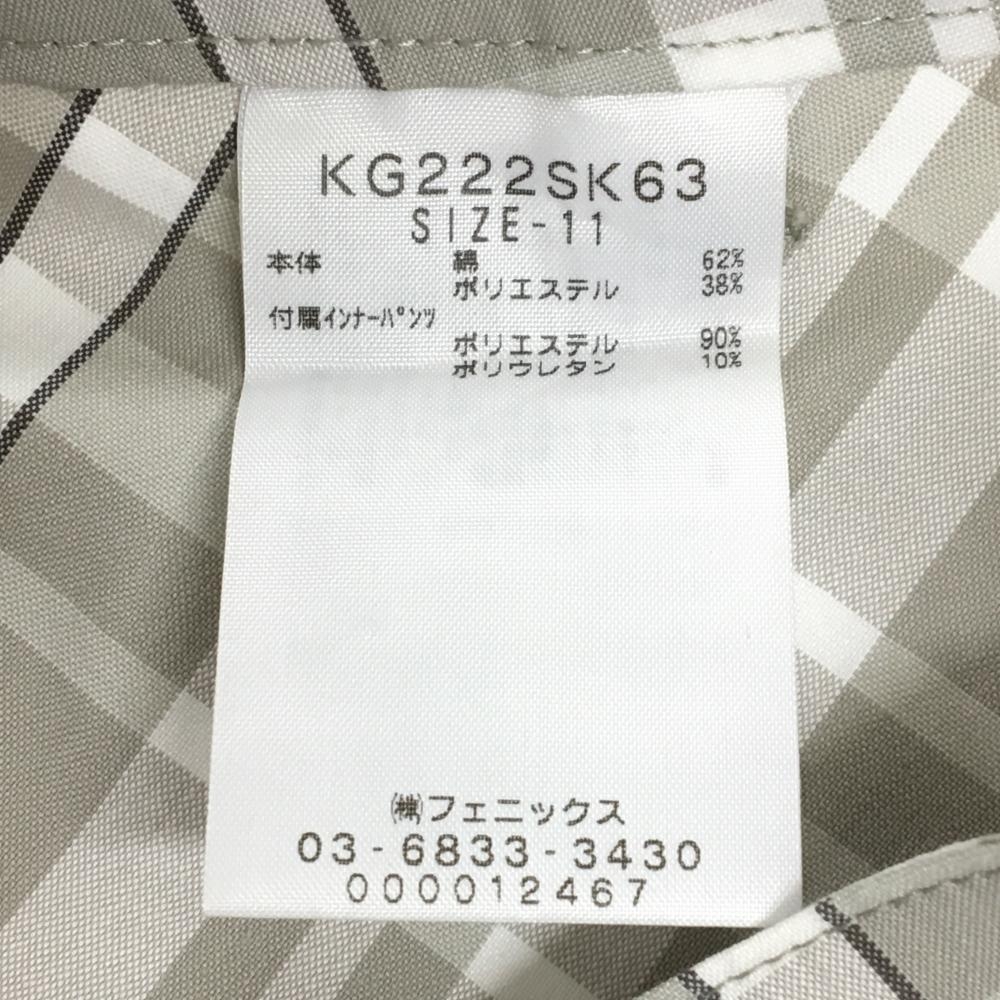 KG222SK63
SIZE-11
本体 綿 62%
ポリエステル 38%
付属インナーパンツ
ポリエステル 90%
ポリウレタン 10%
㈱フェニックス
03-6833-3430
000012467